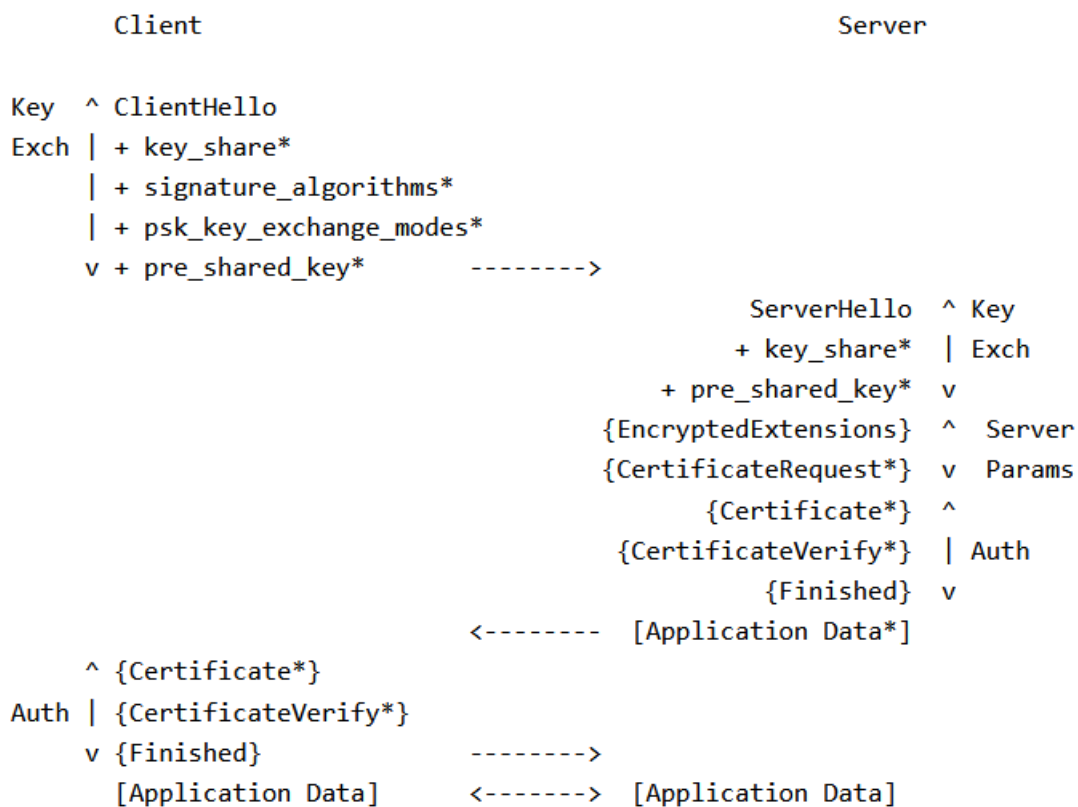 Client                                           Server
Key  ^ ClientHello
Exch | + key_share*
     | + signature_algorithms*
     | + psk_key_exchange_modes*
     v + pre_shared_key*       -------->
                                                  ServerHello  ^ Key
                                                 + key_share*  | Exch
                                            + pre_shared_key*  v
                                        {EncryptedExtensions}  ^  Server
                                        {CertificateRequest*}  v  Params
                                               {Certificate*}  ^
                                         {CertificateVerify*}  | Auth
                                                   {Finished}  v
                               <--------  [Application Data*]
     ^ {Certificate*}
Auth | {CertificateVerify*}
     v {Finished}              -------->
       [Application Data]      <------->  [Application Data]